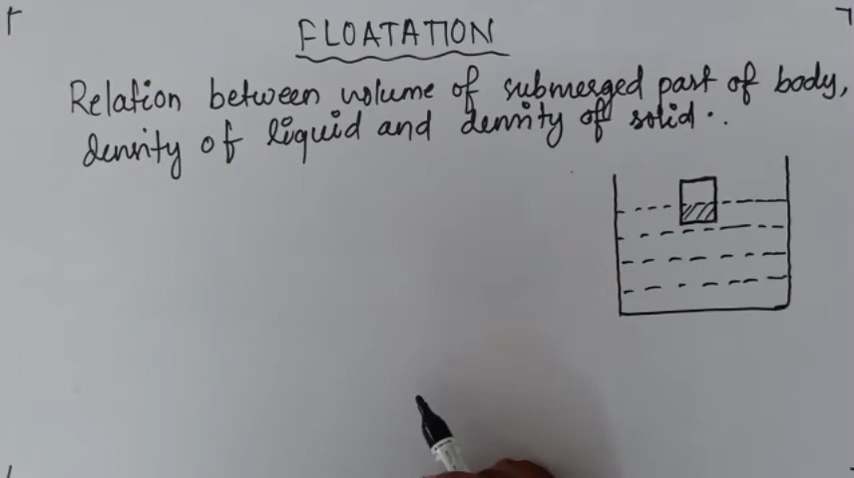 FLOATATION
Relation between volume of submerged part of body,
density of liquid and density of solid :.